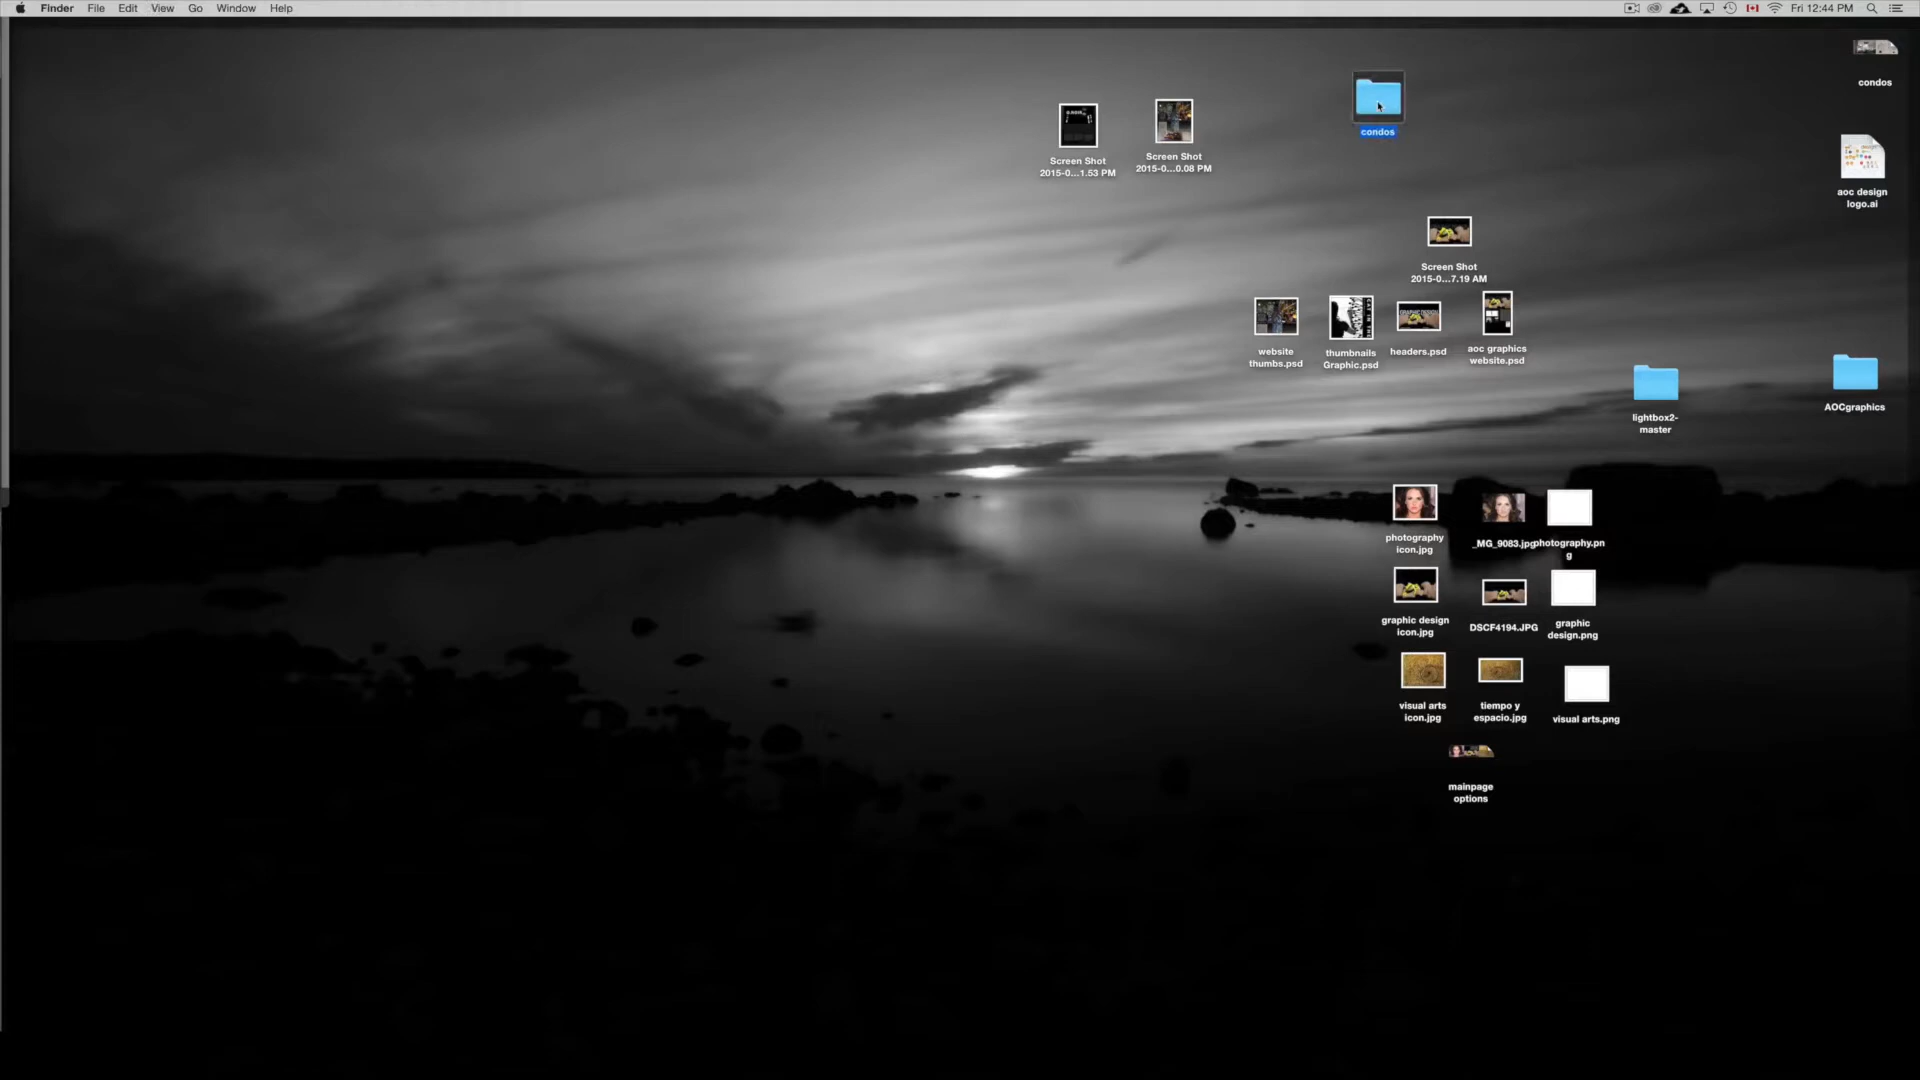 Finder File Edit View Go Window Help
Fri 12:44 PM
condos
condos
Screen Shot
2015-0...1.53 PM
Screen Shot
2015-0...0.08 PM
aoc design
logo.ai
Screen Shot
2015-0...7.19 AM
website
thumbs.psd
thumbnails
Graphic.psd
headers.psd
aoc graphics
website.psd
lightbox2-
master
AOCgraphics
photography
icon.jpg
_MG_9083.jpg
photography.pn
g
graphic design
icon.jpg
DSCF4194.JPG
graphic
design.png
visual arts
icon.jpg
tiempo y
espacio.jpg
visual arts.png
mainpage
options